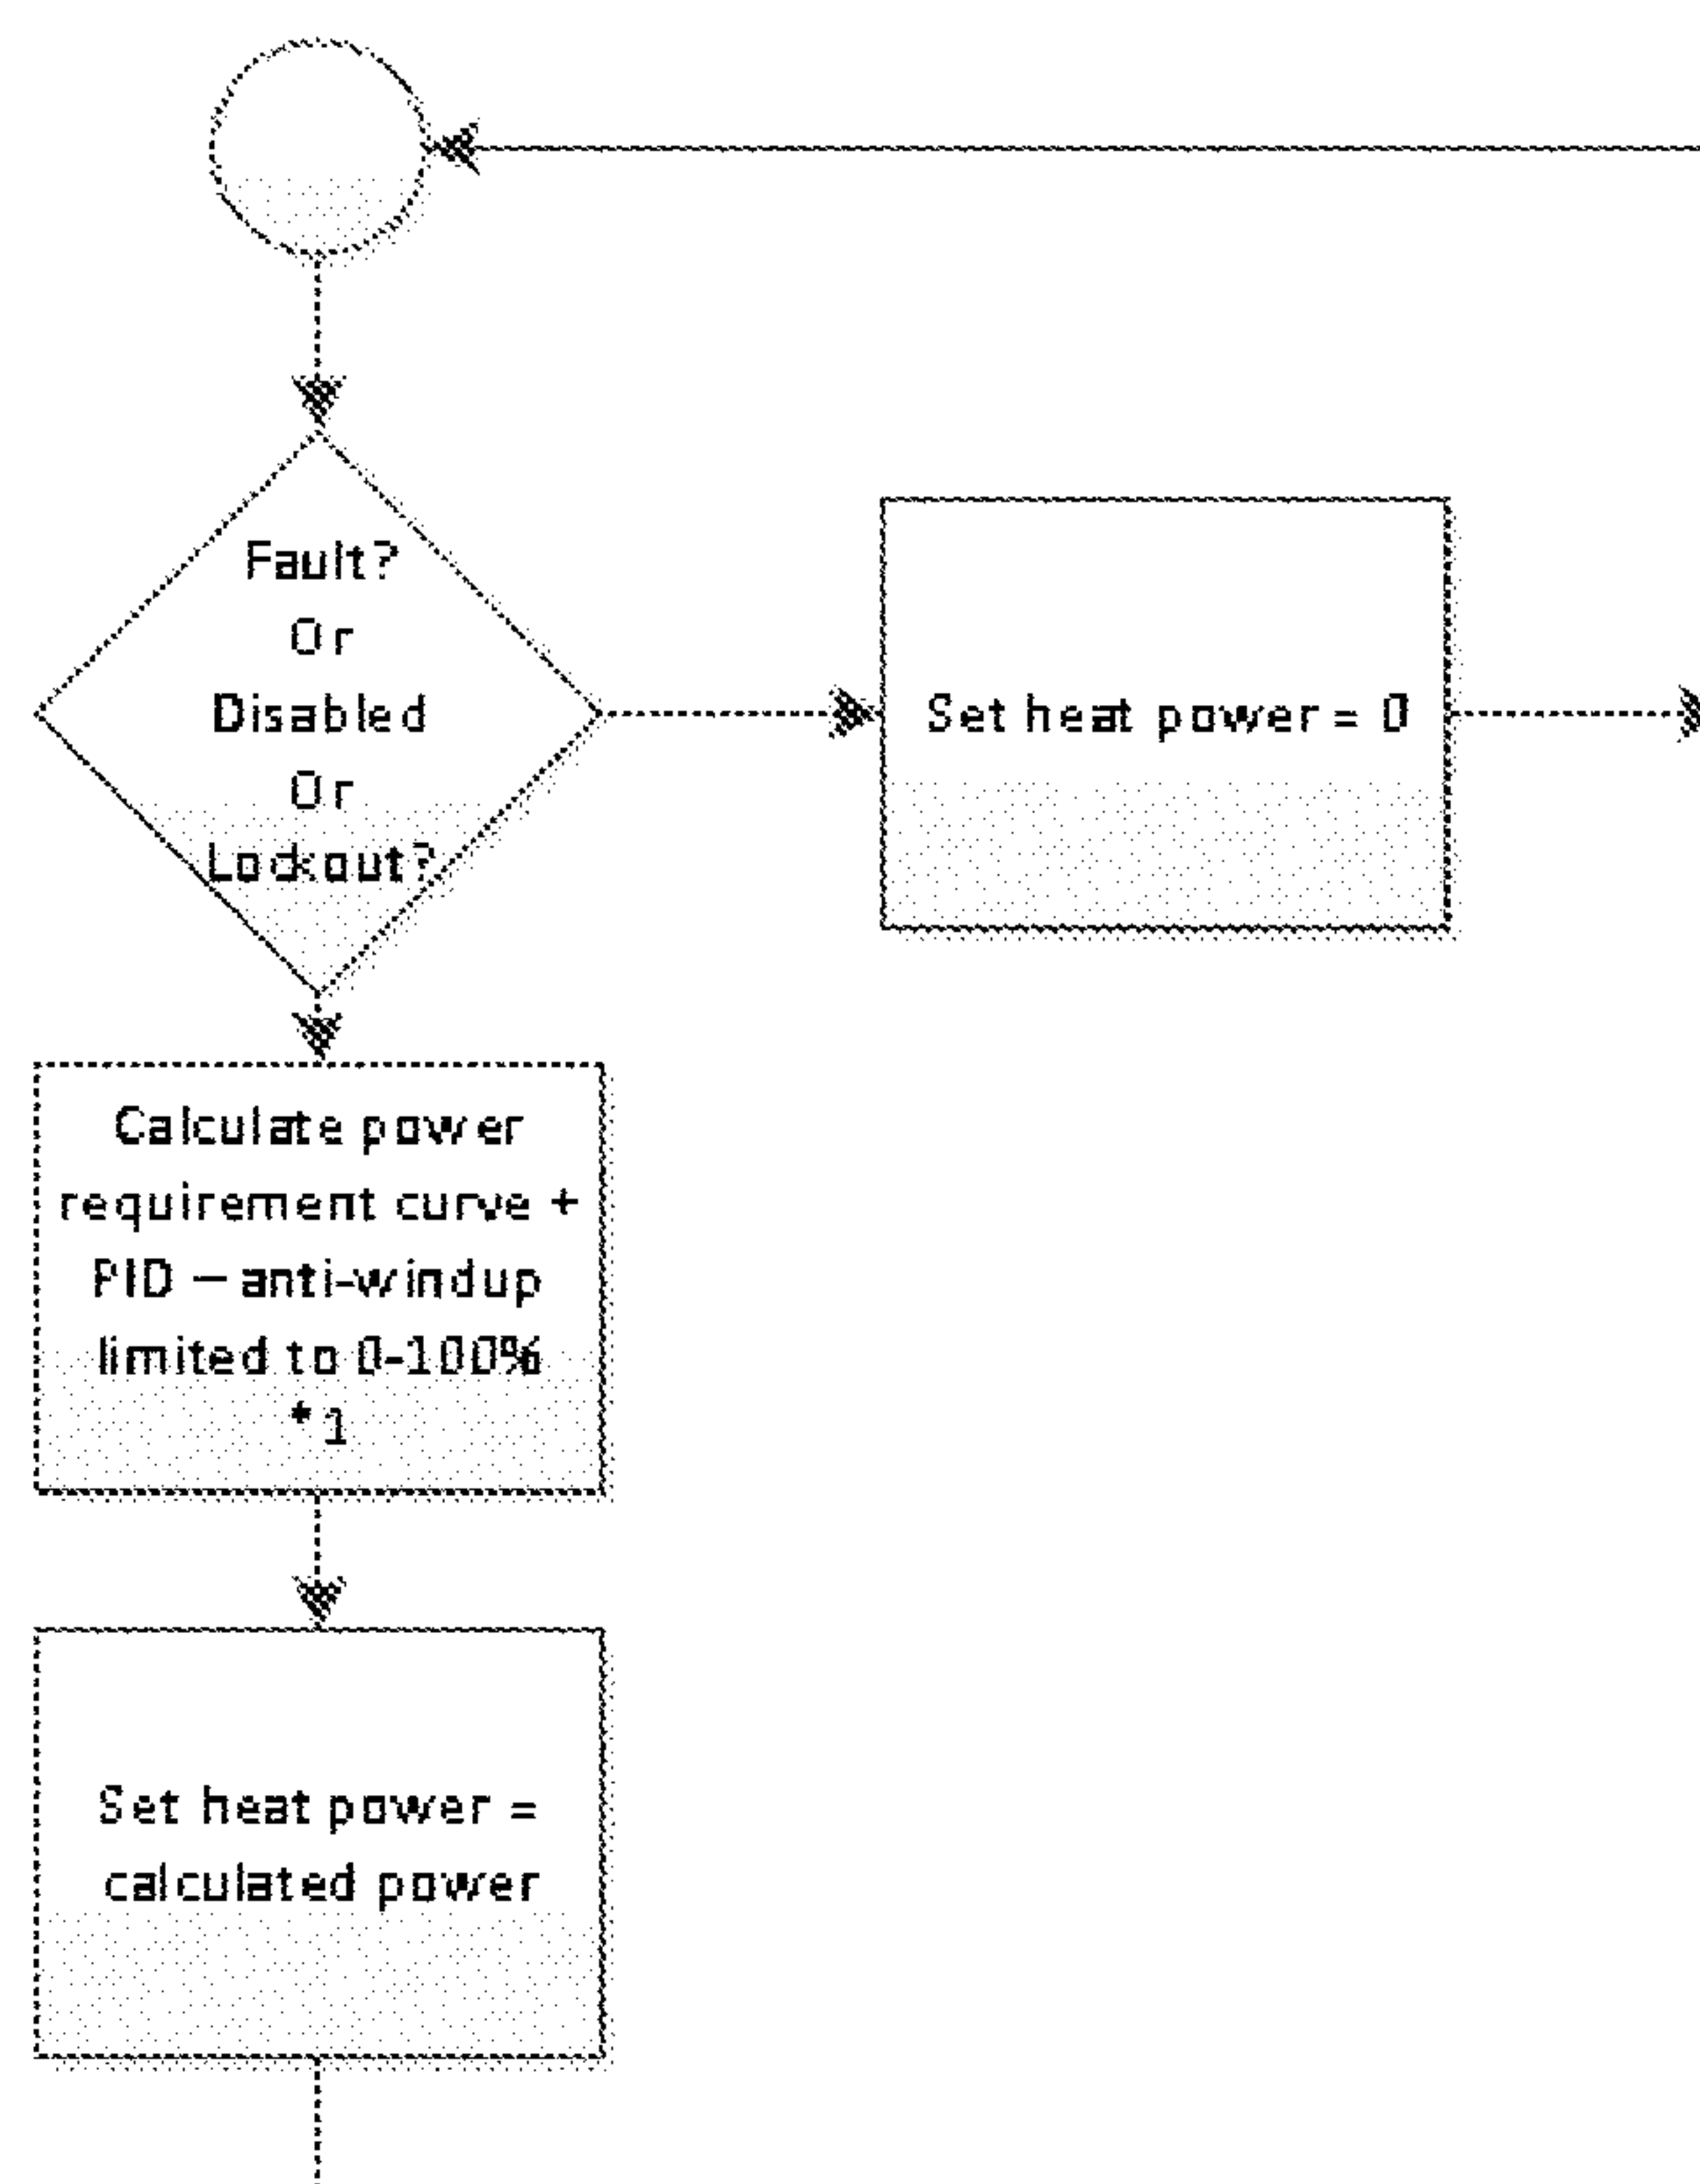 Fault?
Or
Disabled
Or
Lockout?
Set heat power = 0
Calculate power
requirement curve +
PID – anti-windup
limited to 0-100%
*1
Set heat power =
calculated power